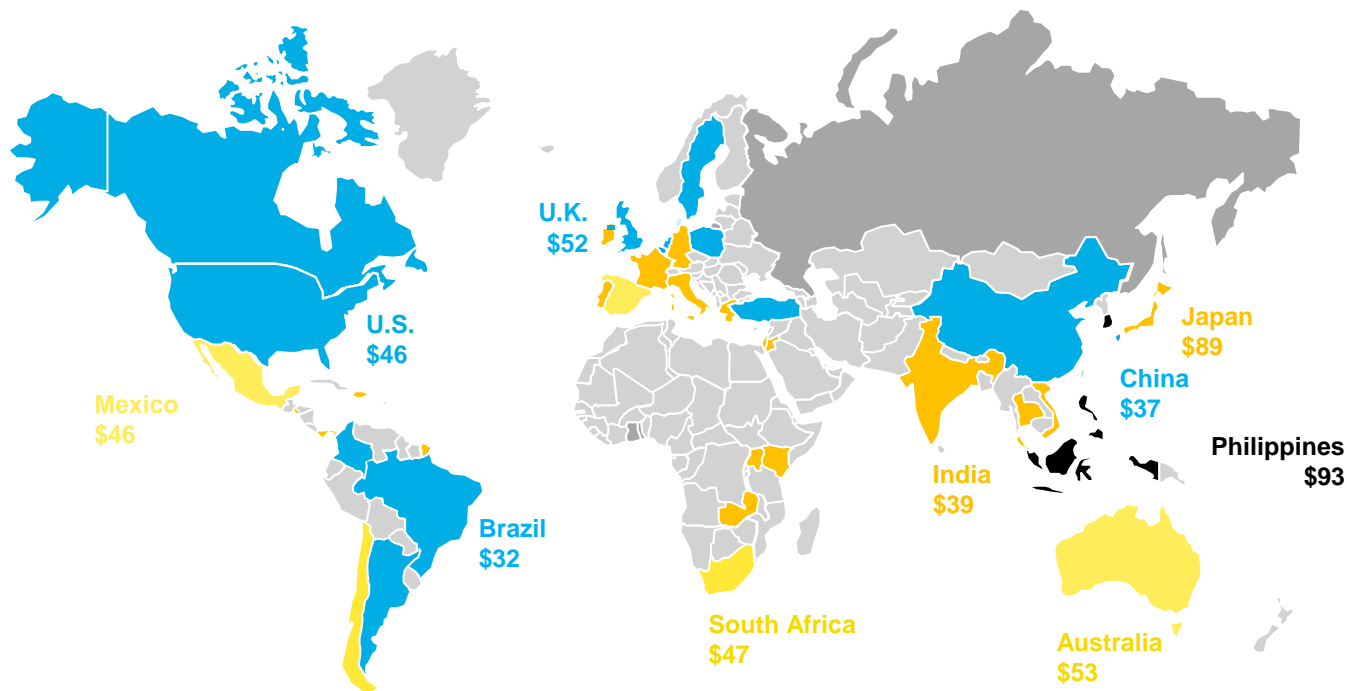 U.K.
$52
U.S.
$46
Mexico
$46
Brazil
$32
Japan
$89
China
$37
Philippines
$93
India
$39
South Africa
$47
Australia
$53